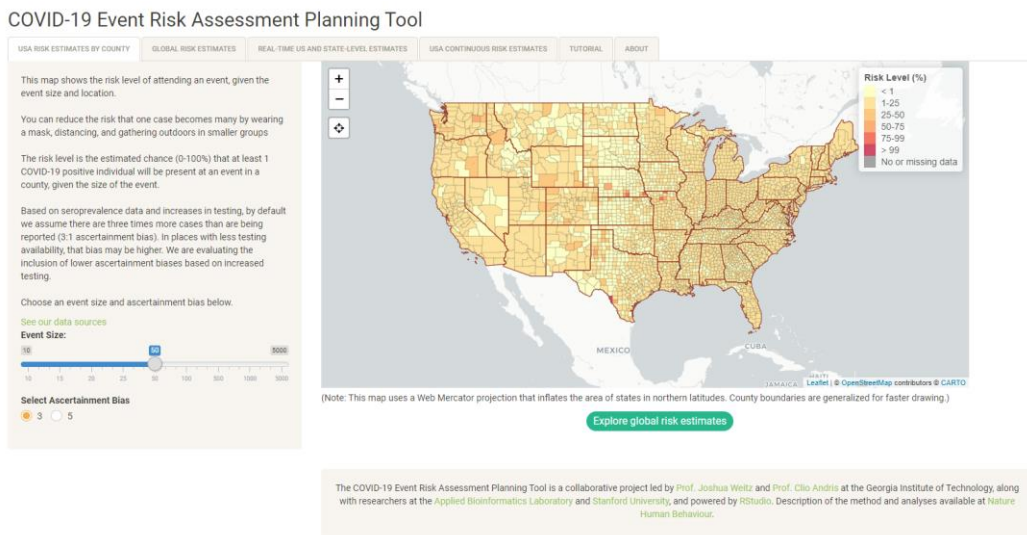 COVID-19 Event Risk Assessment Planning Tool
USA RISK ESTIMATES BY COUNTY
GLOBAL RISK ESTIMATES
REAL-TIME US AND STATE-LEVEL ESTIMATES
USA CONTINUOUS RISK ESTIMATES
TUTORIAL
ABOUT
This map shows the risk level of attending an event, given the
event size and location.
You can reduce the risk that one case becomes many by wearing
a mask, distancing, and gathering outdoors in smaller groups
The risk level is the estimated chance (0-100%) that at least 1
COVID-19 positive individual will be present at an event in a
county, given the size of the event.
Based on seroprevalence data and increases in testing, by default
we assume there are three times more cases than are being
reported (3:1 ascertainment bias). In places with less testing
availability, that bias may be higher. We are evaluating the
inclusion of lower ascertainment biases based on increased
testing.
Choose an event size and ascertainment bias below.
See our data sources
Event Size:
10 50 5000
10 15 20 25 50 100 500 1000 5000
Select Ascertainment Bias
3 5
+
−
Risk Level (%)
< 1
1-25
25-50
50-75
75-99
> 99
No or missing data
MEXICO
CUBA
HAITI
JAMAICA
Leaflet | © OpenStreetMap contributors © CARTO
(Note: This map uses a Web Mercator projection that inflates the area of states in northern latitudes. County boundaries are generalized for faster drawing.)
Explore global risk estimates
The COVID-19 Event Risk Assessment Planning Tool is a collaborative project led by Prof. Joshua Weitz and Prof. Clio Andris at the Georgia Institute of Technology, along
with researchers at the Applied Bioinformatics Laboratory and Stanford University, and powered by RStudio. Description of the method and analyses available at Nature
Human Behaviour.